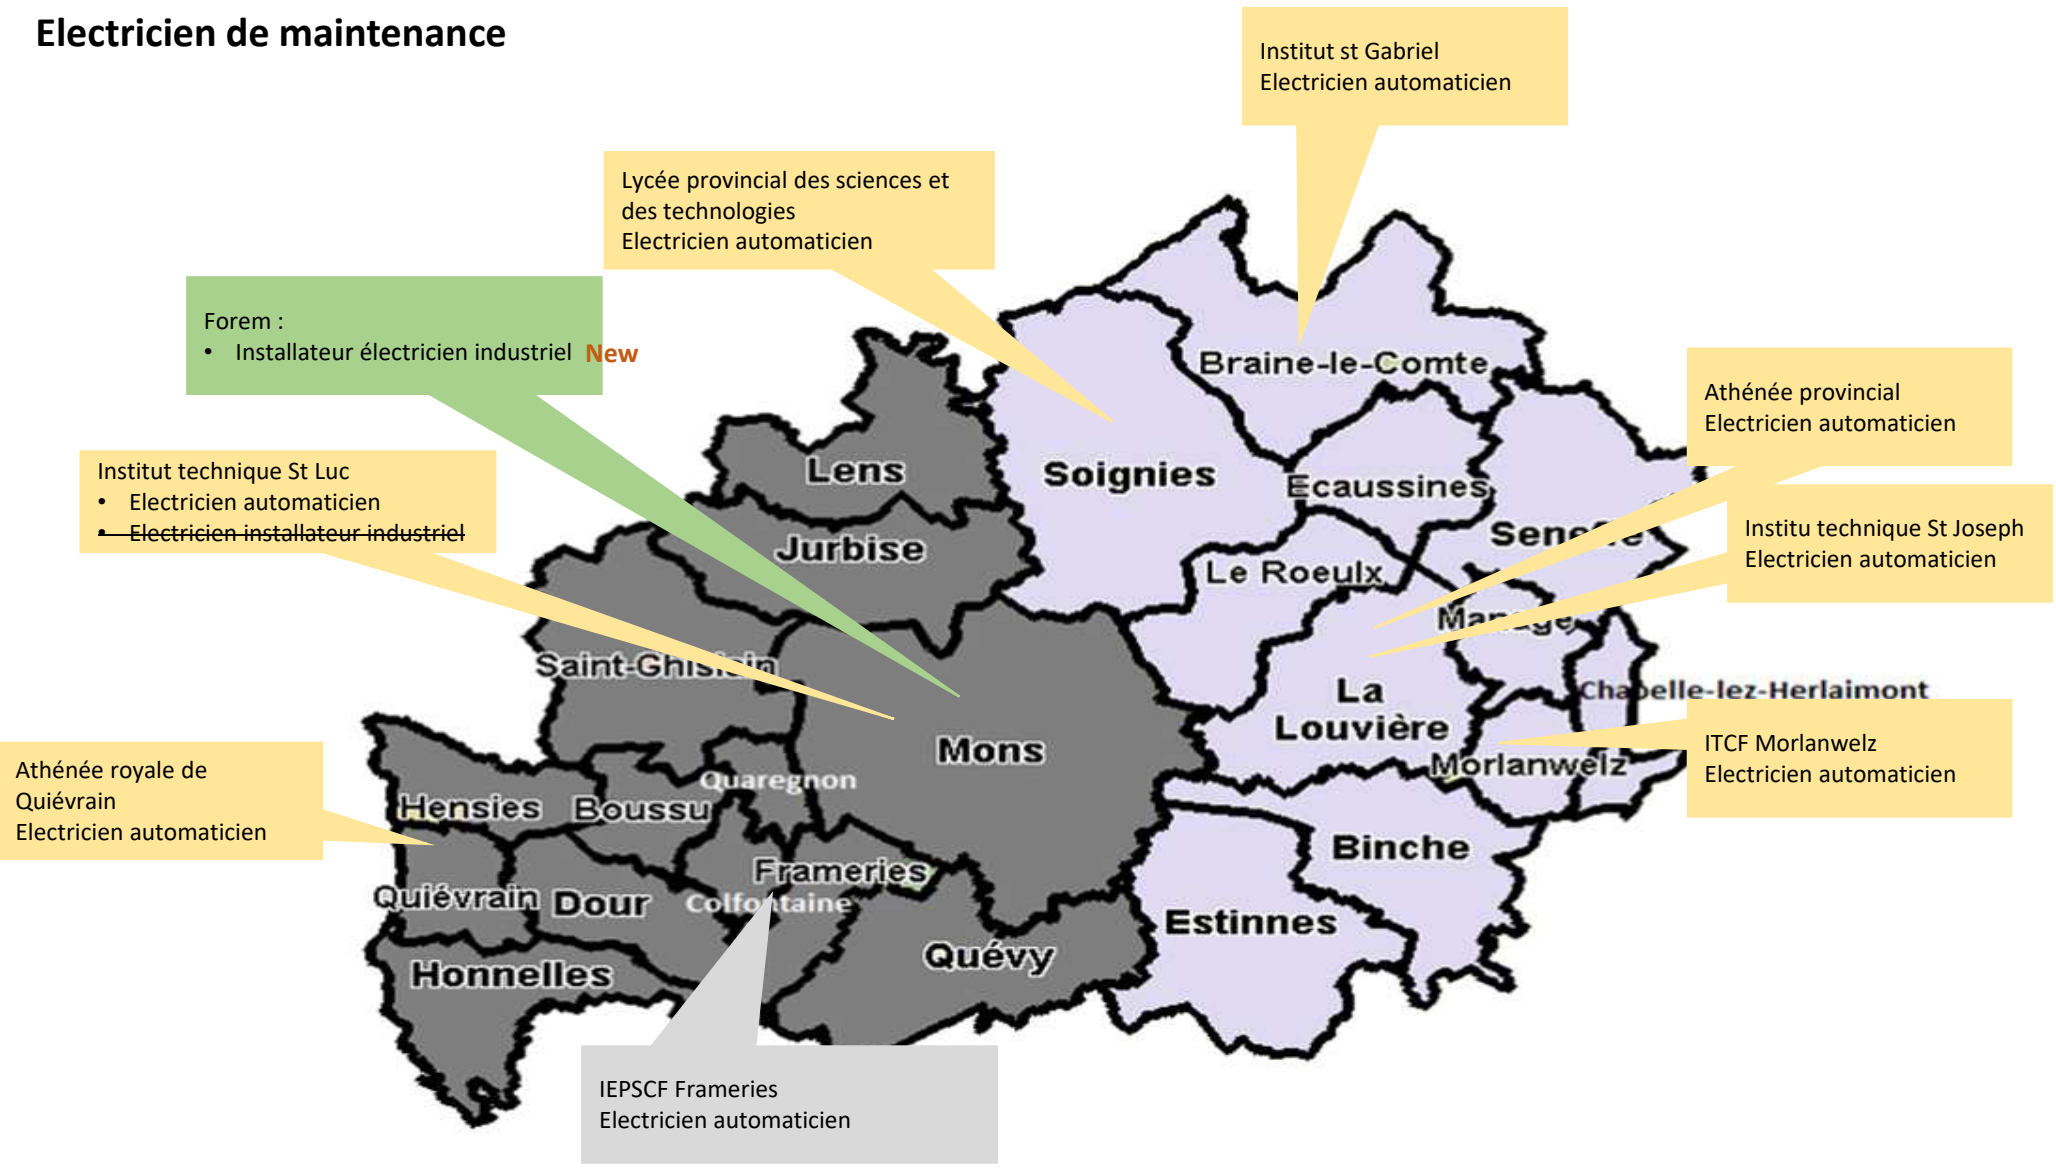 Electricien de maintenance
Institut st Gabriel
Electricien automaticien
Lycée provincial des sciences et
des technologies
Electricien automaticien
Forem :
• Installateur électricien industriel New
Braine-le-Comte
Athénée provincial
Electricien automaticien
Institut technique St Luc
• Electricien automaticien
• Electricien installateur industriel
Lens
Soignies
Ecaussines
Institu technique St Joseph
Electricien automaticien
Seneffe
Jurbise
Le Roeulx
Manage
Saint-Ghislain
La
Louvière
Chapelle-lez-Herlaimont
Mons
ITCF Morlanwelz
Electricien automaticien
Morlanwelz
Athénée royale de
Quiévrain
Electricien automaticien
Quaregnon
Hensies
Boussu
Binche
Frameries
Quiévrain
Dour
Colfontaine
Estinnes
Quévy
Honnelles
IEPSCF Frameries
Electricien automaticien